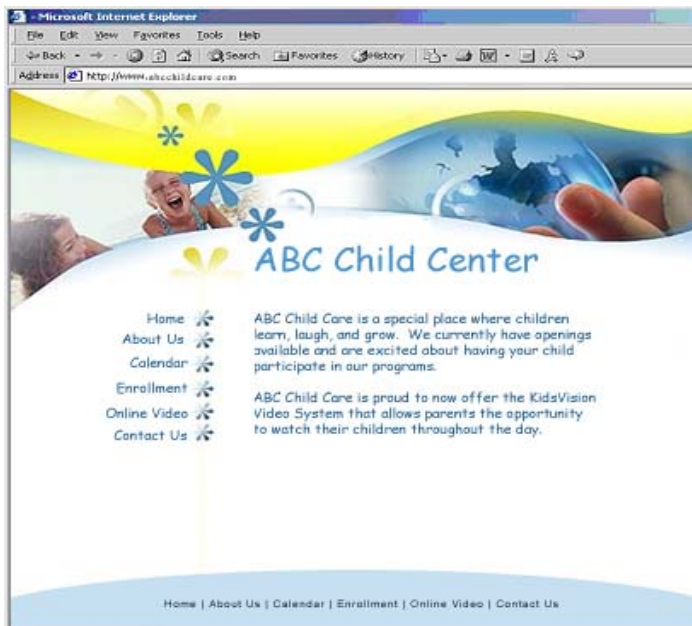 - Microsoft Internet Explorer
File Edit View Favorites Tools Help
Back Search Favorites History
Address http://www.abcchildcare.com
ABC Child Center
Home
About Us
Calendar
Enrollment
Online Video
Contact Us
ABC Child Care is a special place where children
learn, laugh, and grow. We currently have openings
available and are excited about having your child
participate in our programs.
ABC Child Care is proud to now offer the KidsVision
Video System that allows parents the opportunity
to watch their children throughout the day.
Home | About Us | Calendar | Enrollment | Online Video | Contact Us